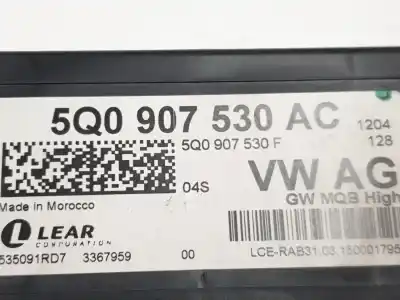 5Q0 907 530 AC 1204
5Q0 907 530 F 128
04S VW AG
GW MQB High
Made in Morocco
LEAR
CORPORATION
535091RD7 3367959 00 LCE-RAB31.03.150001795